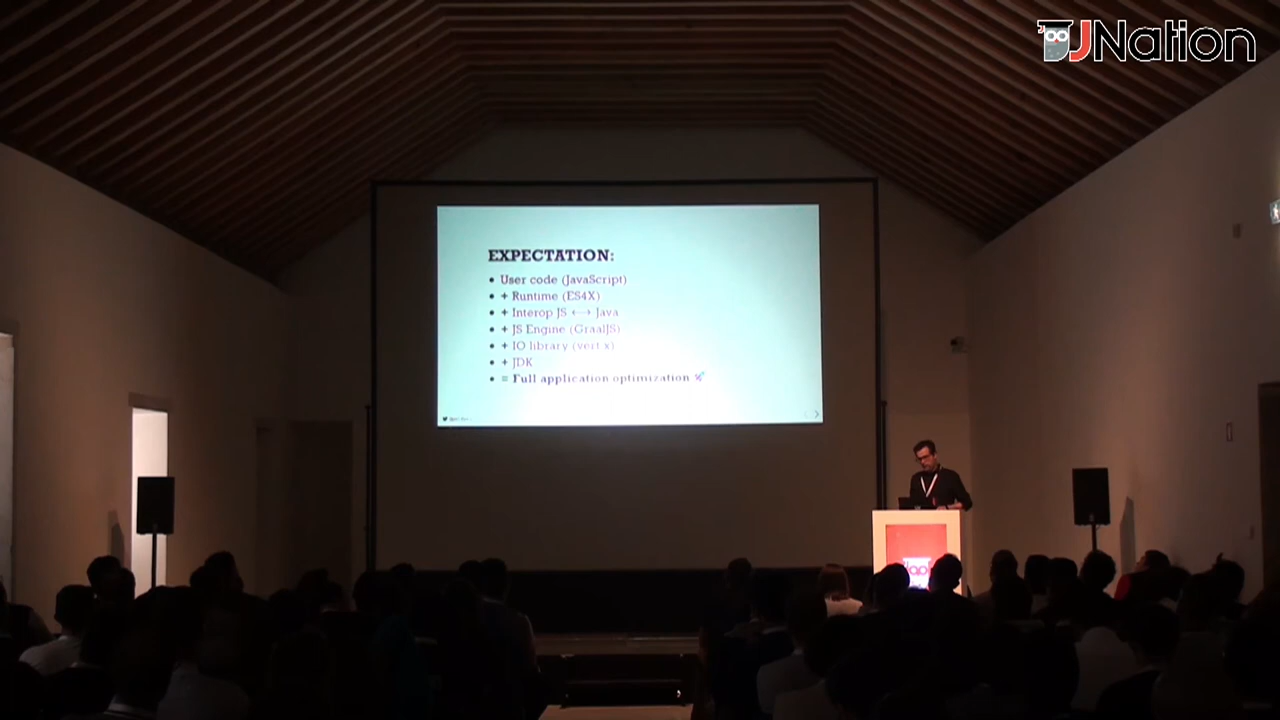 JNation
EXPECTATION:
• User code (JavaScript)
• + Runtime (ES4X)
• + Interop JS ⟷ Java
• + JS Engine (GraalJS)
• + IO library (vert.x)
• + JDK
• = Full application optimization 🚀